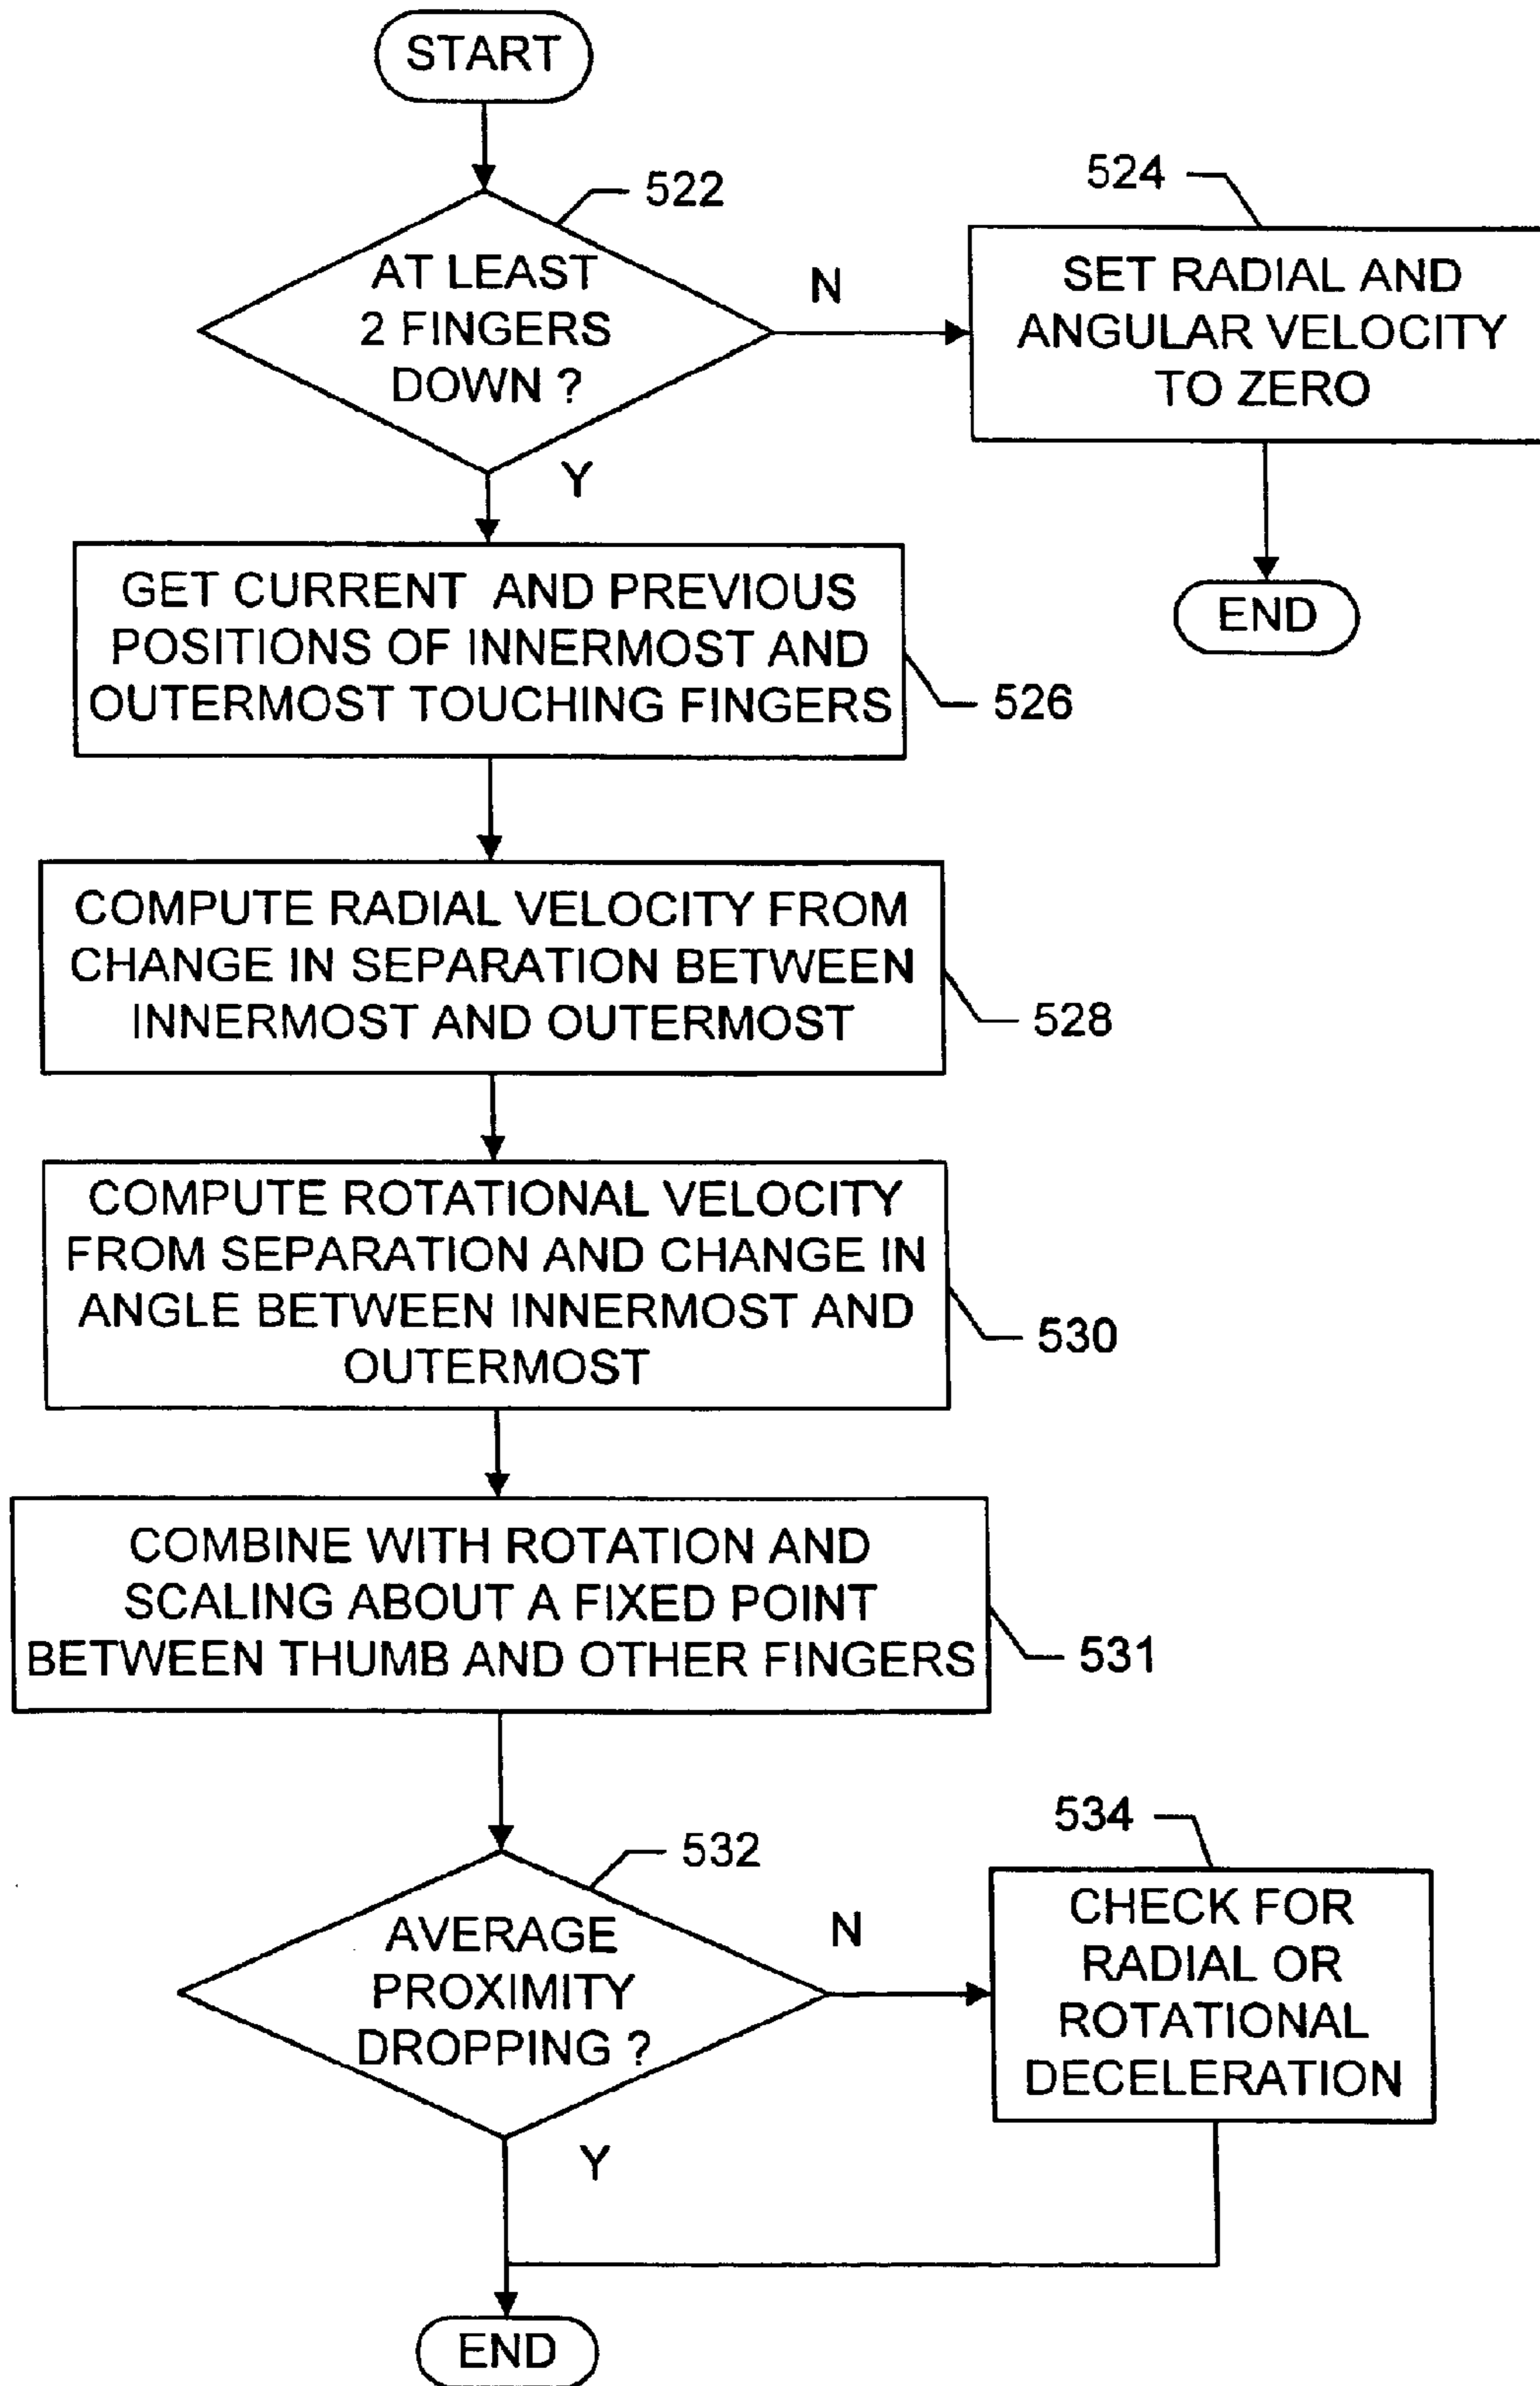 START
522
AT LEAST
2 FINGERS
DOWN ?
N
Y
524
SET RADIAL AND
ANGULAR VELOCITY
TO ZERO
END
GET CURRENT AND PREVIOUS
POSITIONS OF INNERMOST AND
OUTERMOST TOUCHING FINGERS
526
COMPUTE RADIAL VELOCITY FROM
CHANGE IN SEPARATION BETWEEN
INNERMOST AND OUTERMOST
528
COMPUTE ROTATIONAL VELOCITY
FROM SEPARATION AND CHANGE IN
ANGLE BETWEEN INNERMOST AND
OUTERMOST
530
COMBINE WITH ROTATION AND
SCALING ABOUT A FIXED POINT
BETWEEN THUMB AND OTHER FINGERS
531
532
AVERAGE
PROXIMITY
DROPPING ?
N
Y
534
CHECK FOR
RADIAL OR
ROTATIONAL
DECELERATION
END